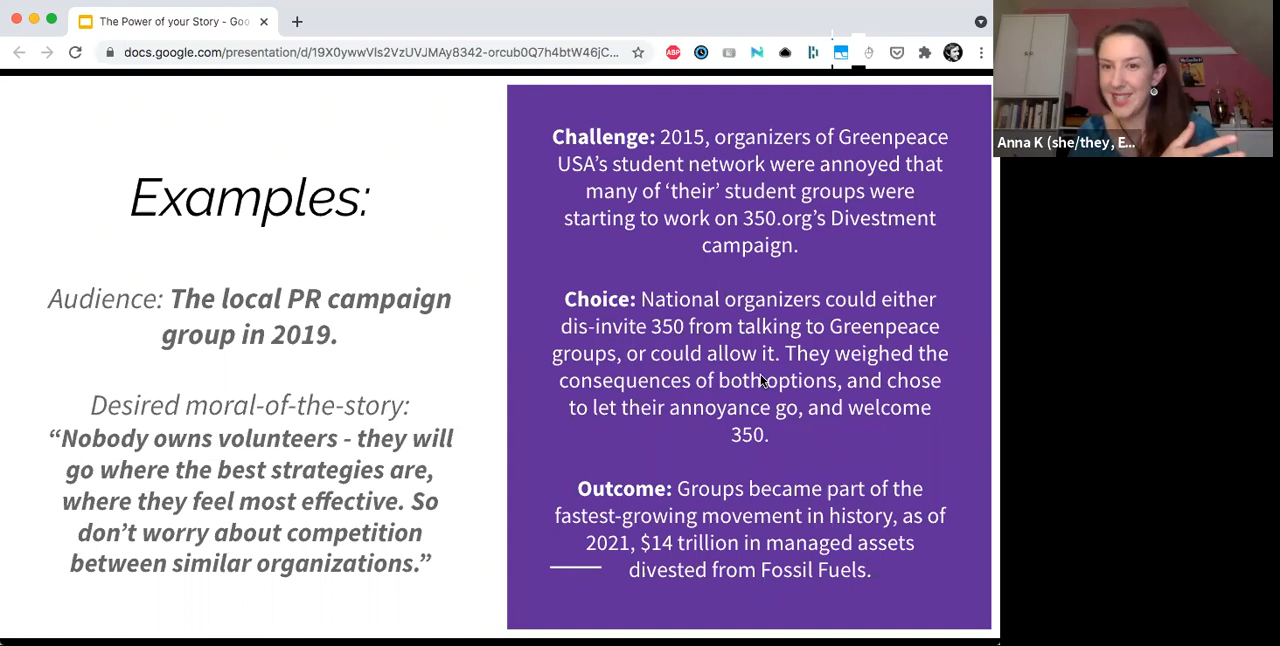 The Power of your Story - Goo
docs.google.com/presentation/d/19X0ywwVIs2VzUVJMAy8342-orcub0Q7h4btW46jC...
ABP
Anna K (she/they, E...
Examples:
Audience: The local PR campaign
group in 2019.
Desired moral-of-the-story:
“Nobody owns volunteers - they will
go where the best strategies are,
where they feel most effective. So
don’t worry about competition
between similar organizations.”
Challenge: 2015, organizers of Greenpeace
USA’s student network were annoyed that
many of ‘their’ student groups were
starting to work on 350.org’s Divestment
campaign.
Choice: National organizers could either
dis-invite 350 from talking to Greenpeace
groups, or could allow it. They weighed the
consequences of both options, and chose
to let their annoyance go, and welcome
350.
Outcome: Groups became part of the
fastest-growing movement in history, as of
2021, $14 trillion in managed assets
divested from Fossil Fuels.